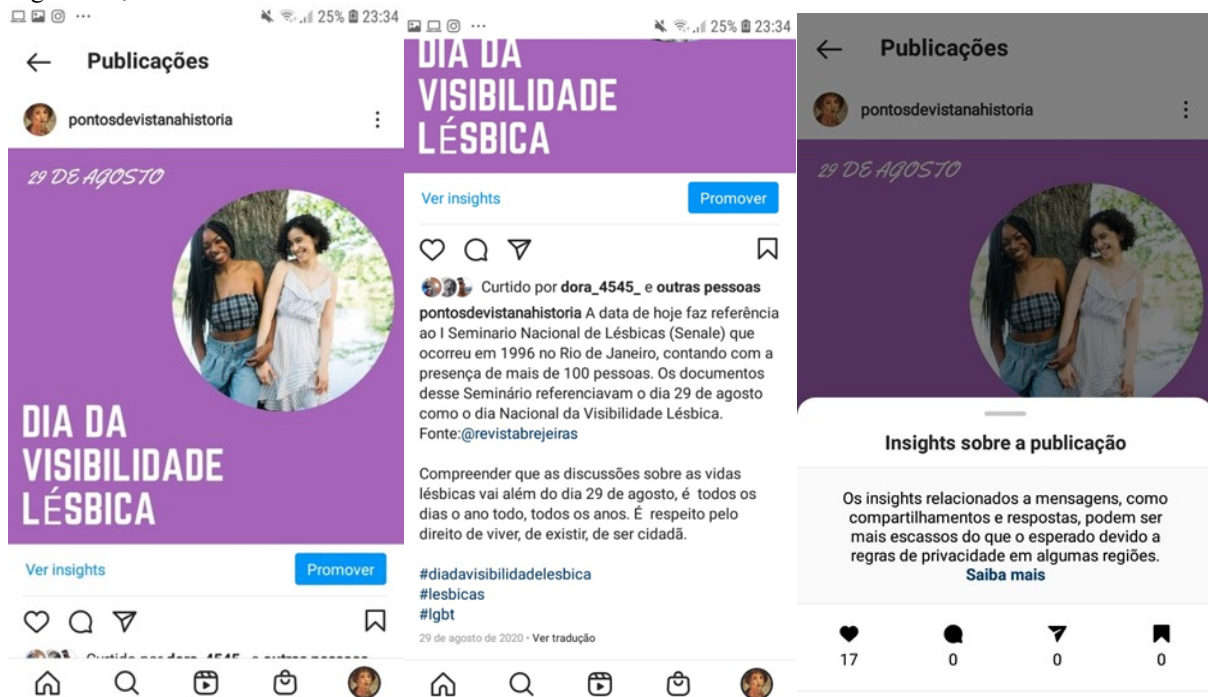 25% 23:34
Publicações
pontosdevistanahistoria
29 DE AGOSTO
DIA DA
VISIBILIDADE
LÉSBICA
Ver insights
Promover
25% 23:34
DIA DA
VISIBILIDADE
LÉSBICA
Ver insights
Promover
Curtido por dora_4545_ e outras pessoas
pontosdevistanahistoria A data de hoje faz referência
ao I Seminario Nacional de Lésbicas (Senale) que
ocorreu em 1996 no Rio de Janeiro, contando com a
presença de mais de 100 pessoas. Os documentos
desse Seminário referenciavam o dia 29 de agosto
como o dia Nacional da Visibilidade Lésbica.
Fonte:@revistabrejeiras
Compreender que as discussões sobre as vidas
lésbicas vai além do dia 29 de agosto, é todos os
dias o ano todo, todos os anos. É respeito pelo
direito de viver, de existir, de ser cidadã.
#diadavisibilidadelesbica
#lesbicas
#lgbt
29 de agosto de 2020 • Ver tradução
Publicações
pontosdevistanahistoria
29 DE AGOSTO
Insights sobre a publicação
Os insights relacionados a mensagens, como
compartilhamentos e respostas, podem ser
mais escassos do que o esperado devido a
regras de privacidade em algumas regiões.
Saiba mais
17 0 0 0